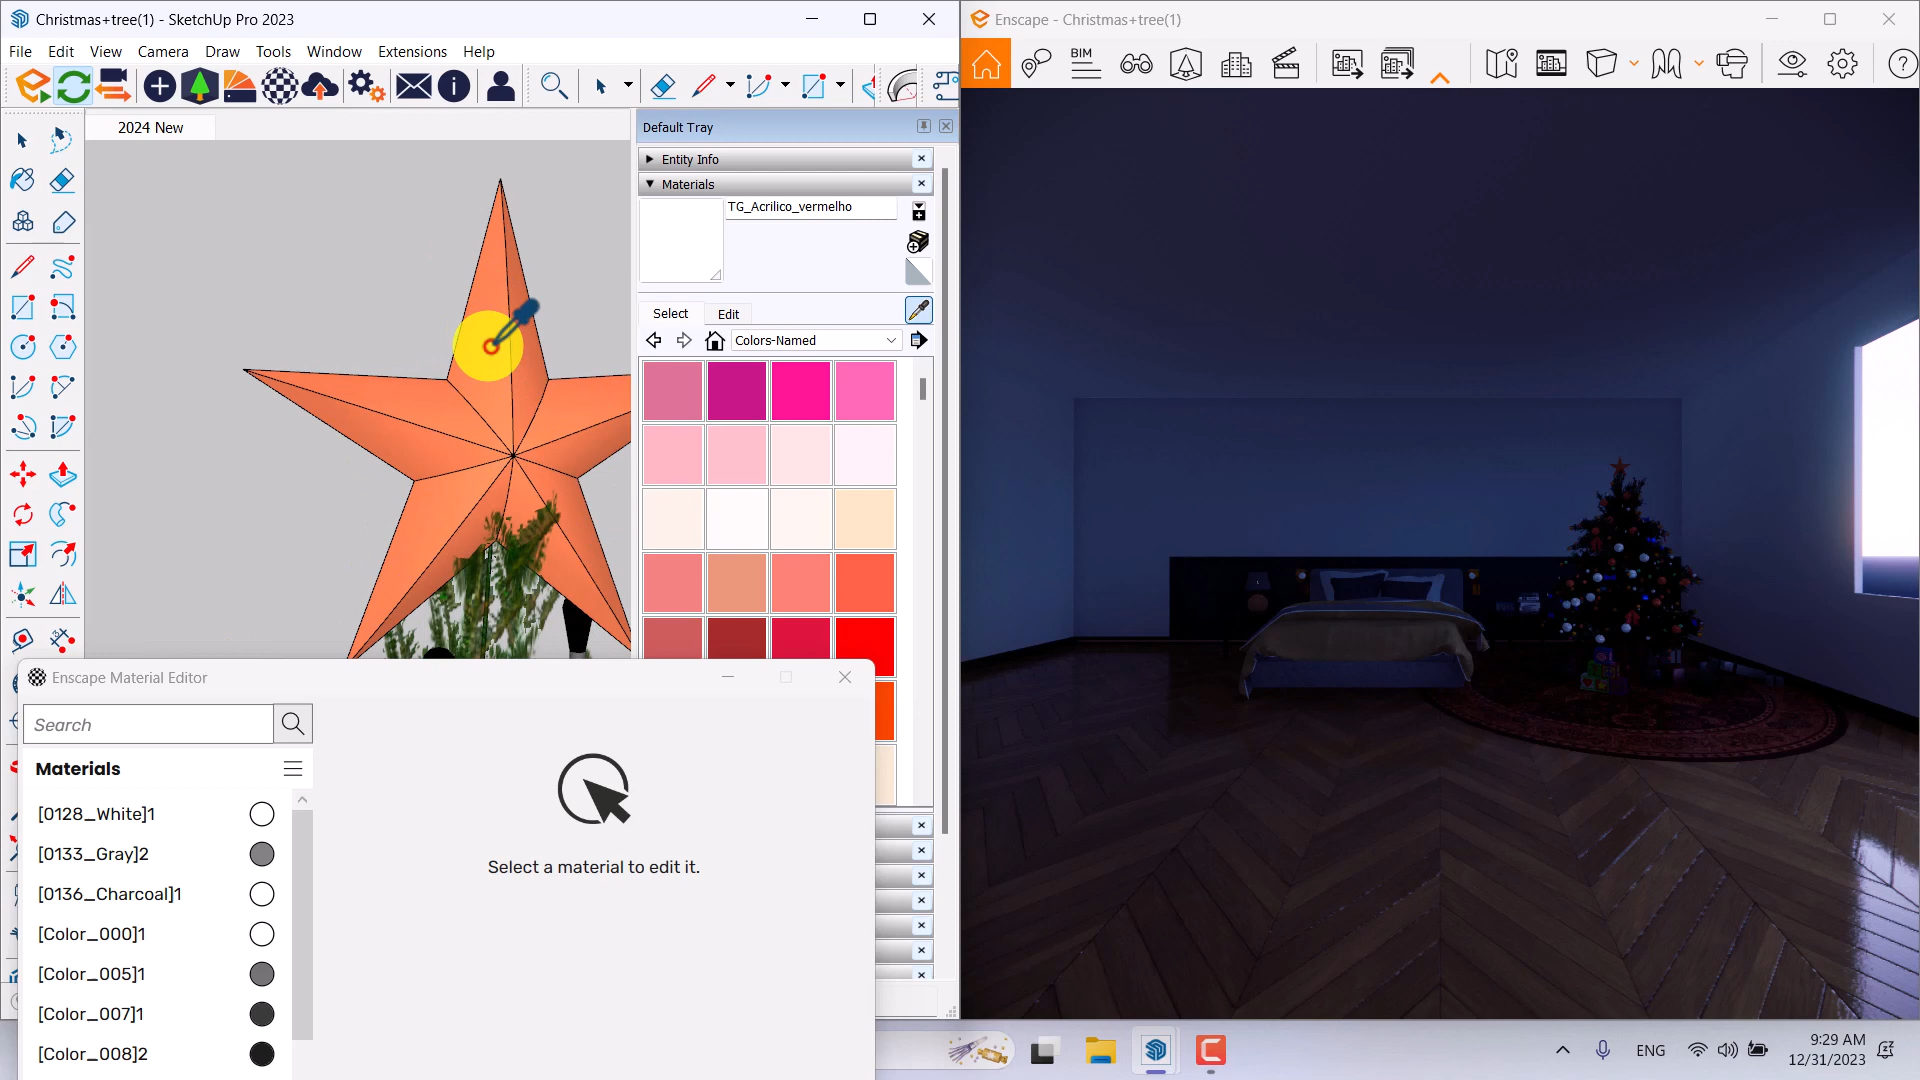 Christmas+tree(1) - SketchUp Pro 2023
File Edit View Camera Draw Tools Window Extensions Help
2024 New
Default Tray
Entity Info
Materials
TG_Acrilico_vermelho
Select Edit
Colors-Named
Enscape Material Editor
Search
Materials
[0128_White]1
[0133_Gray]2
[0136_Charcoal]1
[Color_000]1
[Color_005]1
[Color_007]1
[Color_008]2
Select a material to edit it.
Enscape - Christmas+tree(1)
BIM
ENG
9:29 AM
12/31/2023